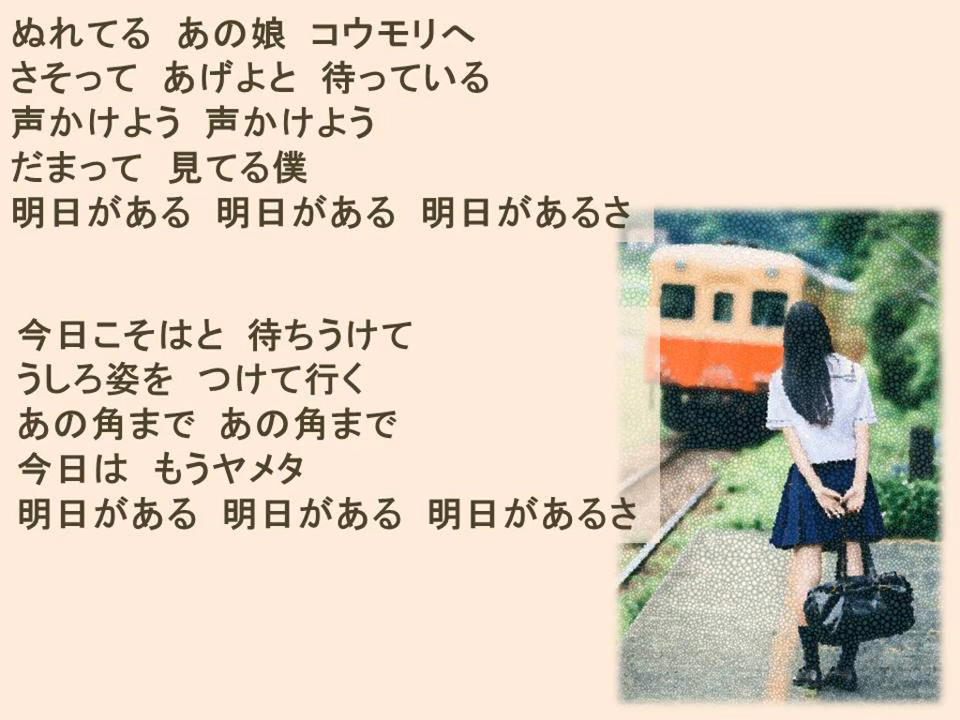 ぬれてる　あの娘　コウモリへ
さそって　あげよと　待っている
声かけよう　声かけよう
だまって　見てる僕
明日がある　明日がある　明日があるさ
今日こそはと　待ちうけて
うしろ姿を　つけて行く
あの角まで　あの角まで
今日は　もうヤメタ
明日がある　明日がある　明日があるさ